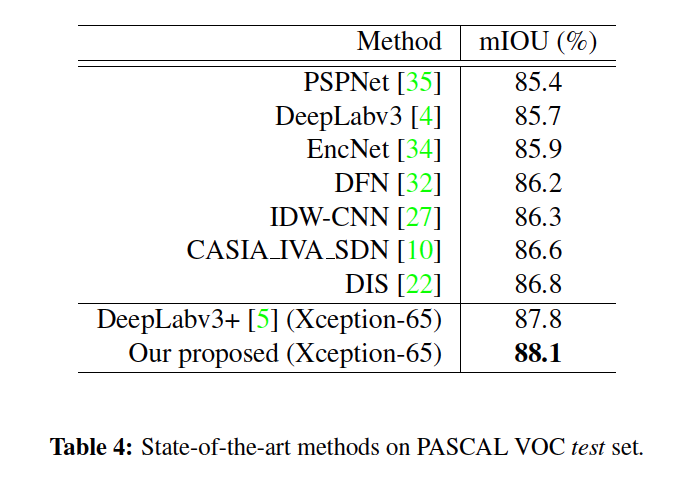 Method mIOU (%)
PSPNet [35] 85.4
DeepLabv3 [4] 85.7
EncNet [34] 85.9
DFN [32] 86.2
IDW-CNN [27] 86.3
CASIA_IVA_SDN [10] 86.6
DIS [22] 86.8
DeepLabv3+ [5] (Xception-65) 87.8
Our proposed (Xception-65) 88.1
Table 4: State-of-the-art methods on PASCAL VOC test set.